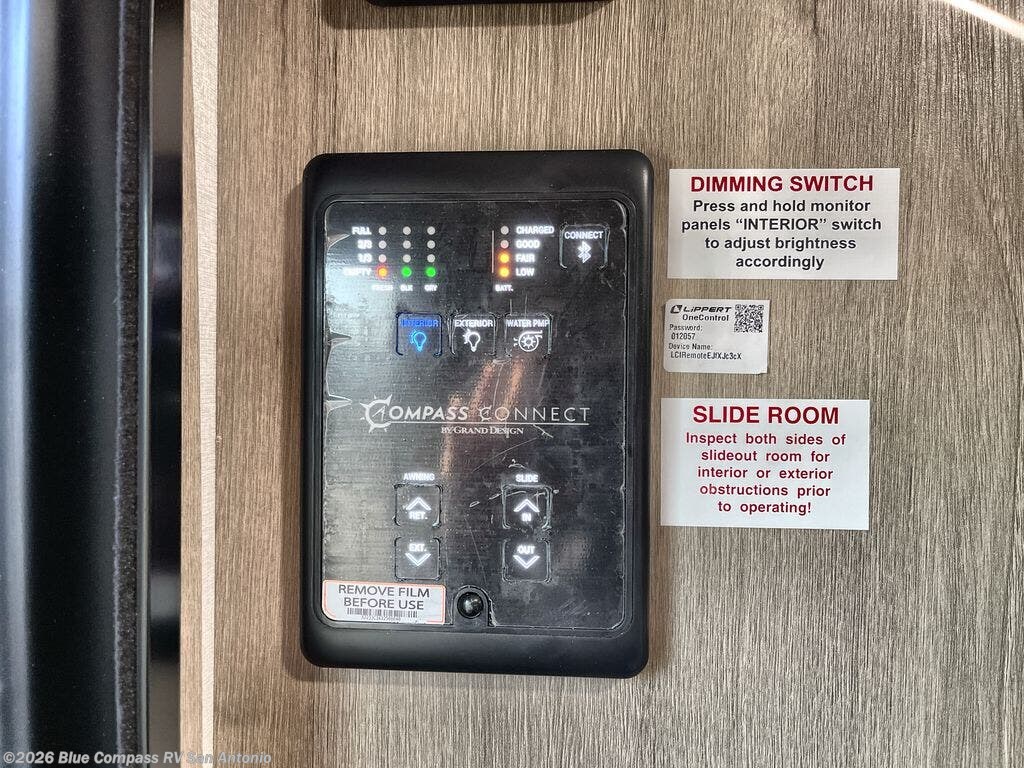 FULL
2/3
1/3
EMPTY
FRESH BLK GRY
CHARGED
GOOD
FAIR
LOW
BATT.
CONNECT
INTERIOR EXTERIOR WATER PMP
COMPASS CONNECT
BY GRAND DESIGN
AWNING SLIDE
RET. IN
EXT. OUT
REMOVE FILM
BEFORE USE
DIMMING SWITCH
Press and hold monitor
panels “INTERIOR” switch
to adjust brightness
accordingly
LIPPERT
OneControl
Password:
012057
Device Name:
LCIRemoteEJfXJc3cX
SLIDE ROOM
Inspect both sides of
slideout room for
interior or exterior
obstructions prior
to operating!
©2026 Blue Compass RV San Antonio